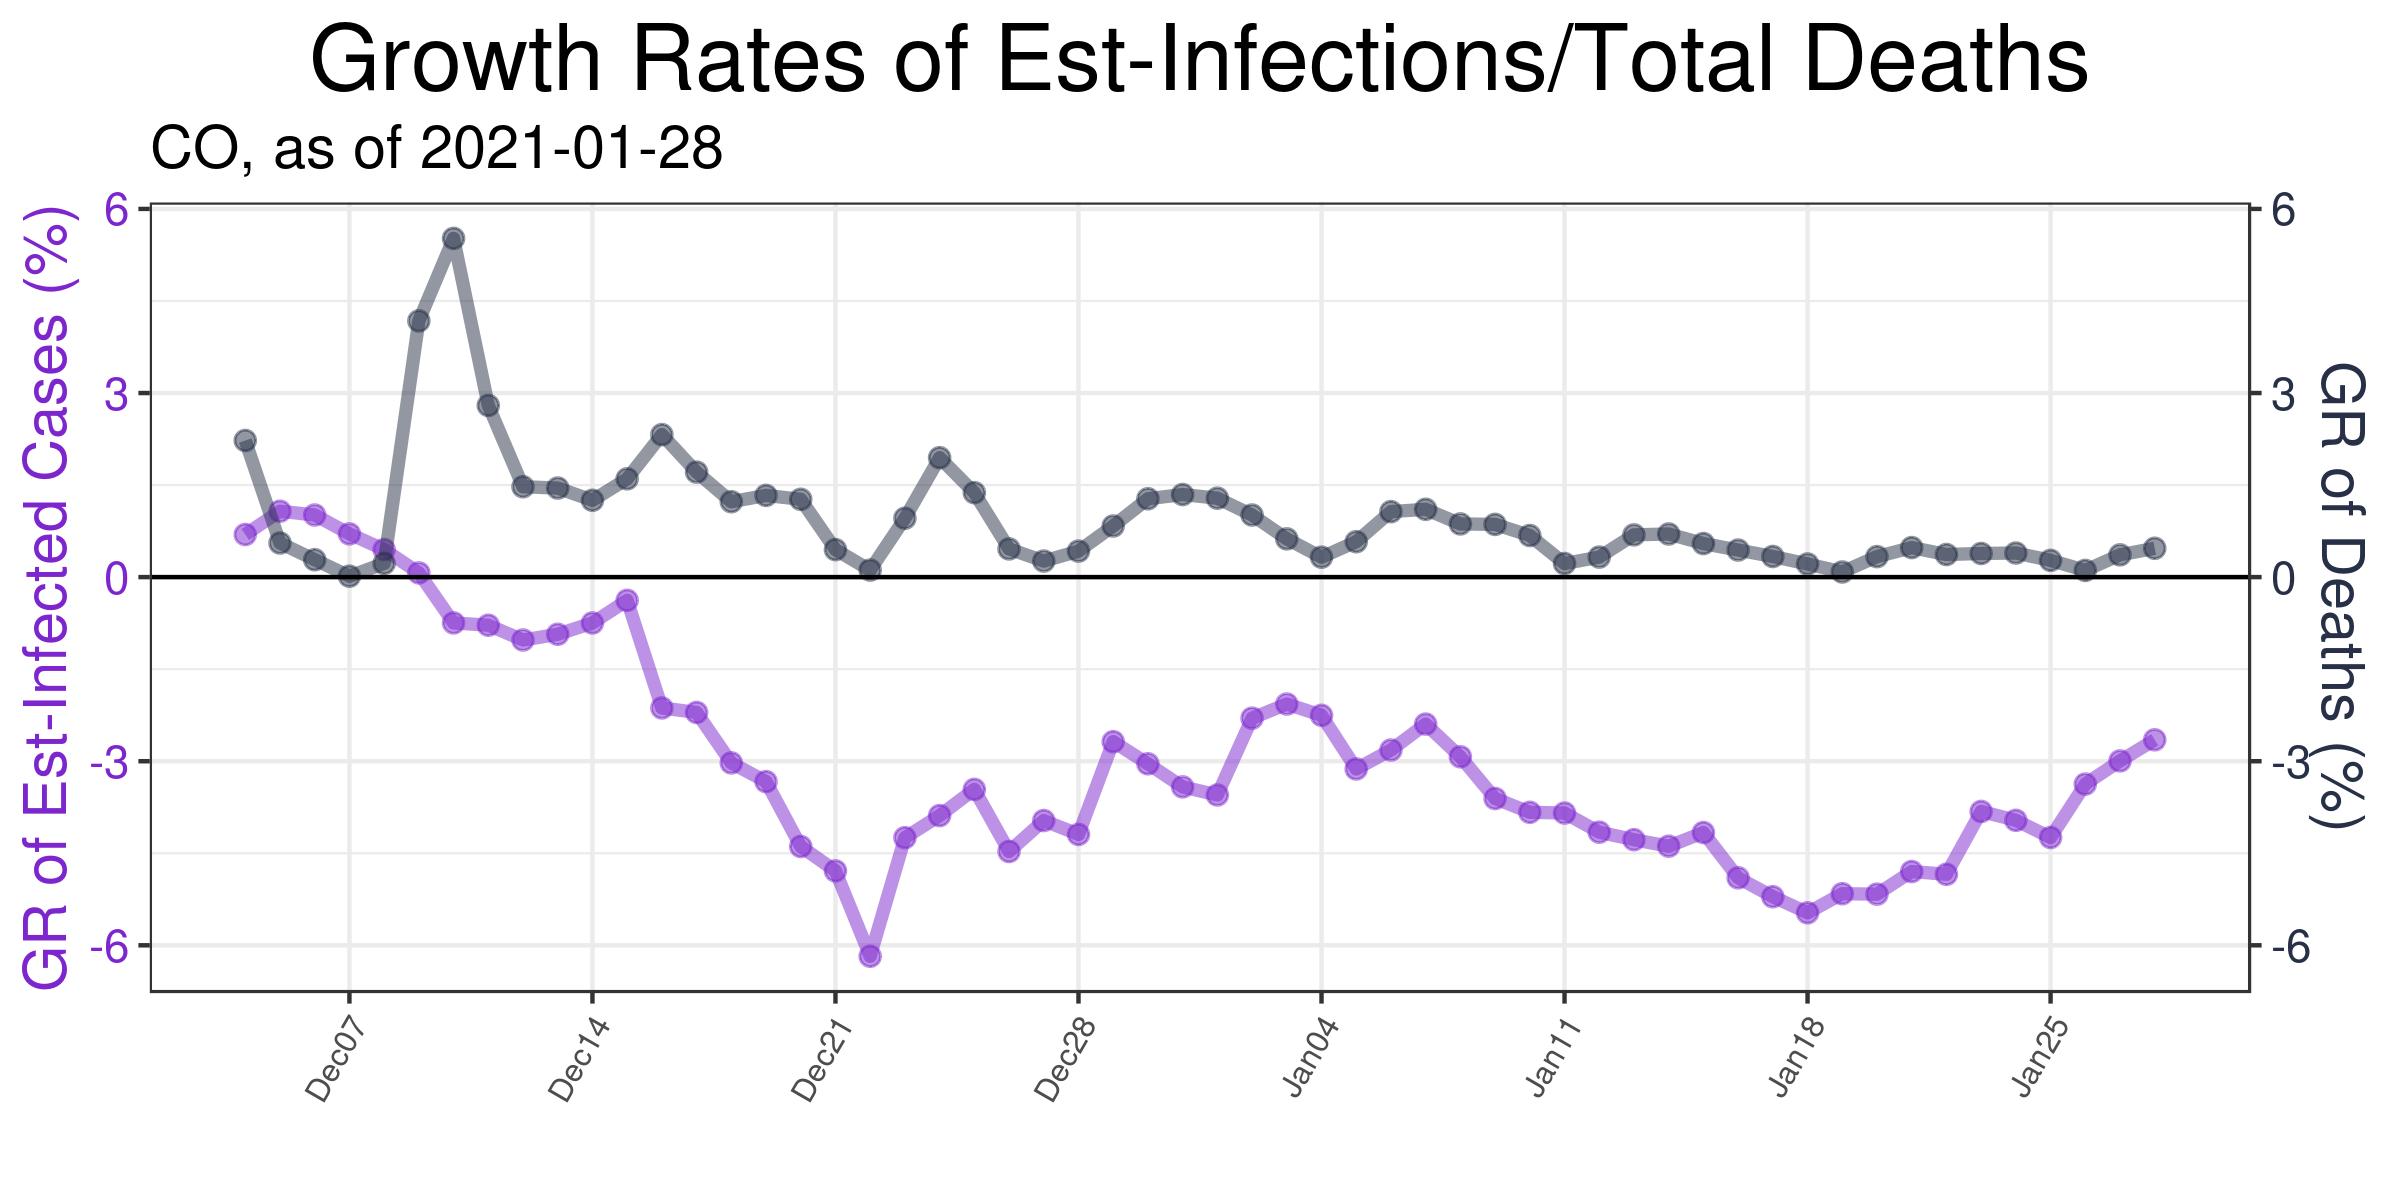 Growth Rates of Est-Infections/Total Deaths
CO, as of 2021-01-28
GR of Est-Infected Cases (%)
6
3
0
-3
-6
6
3
0
-3
-6
GR of Deaths (%)
Dec07 Dec14 Dec21 Dec28 Jan04 Jan11 Jan18 Jan25